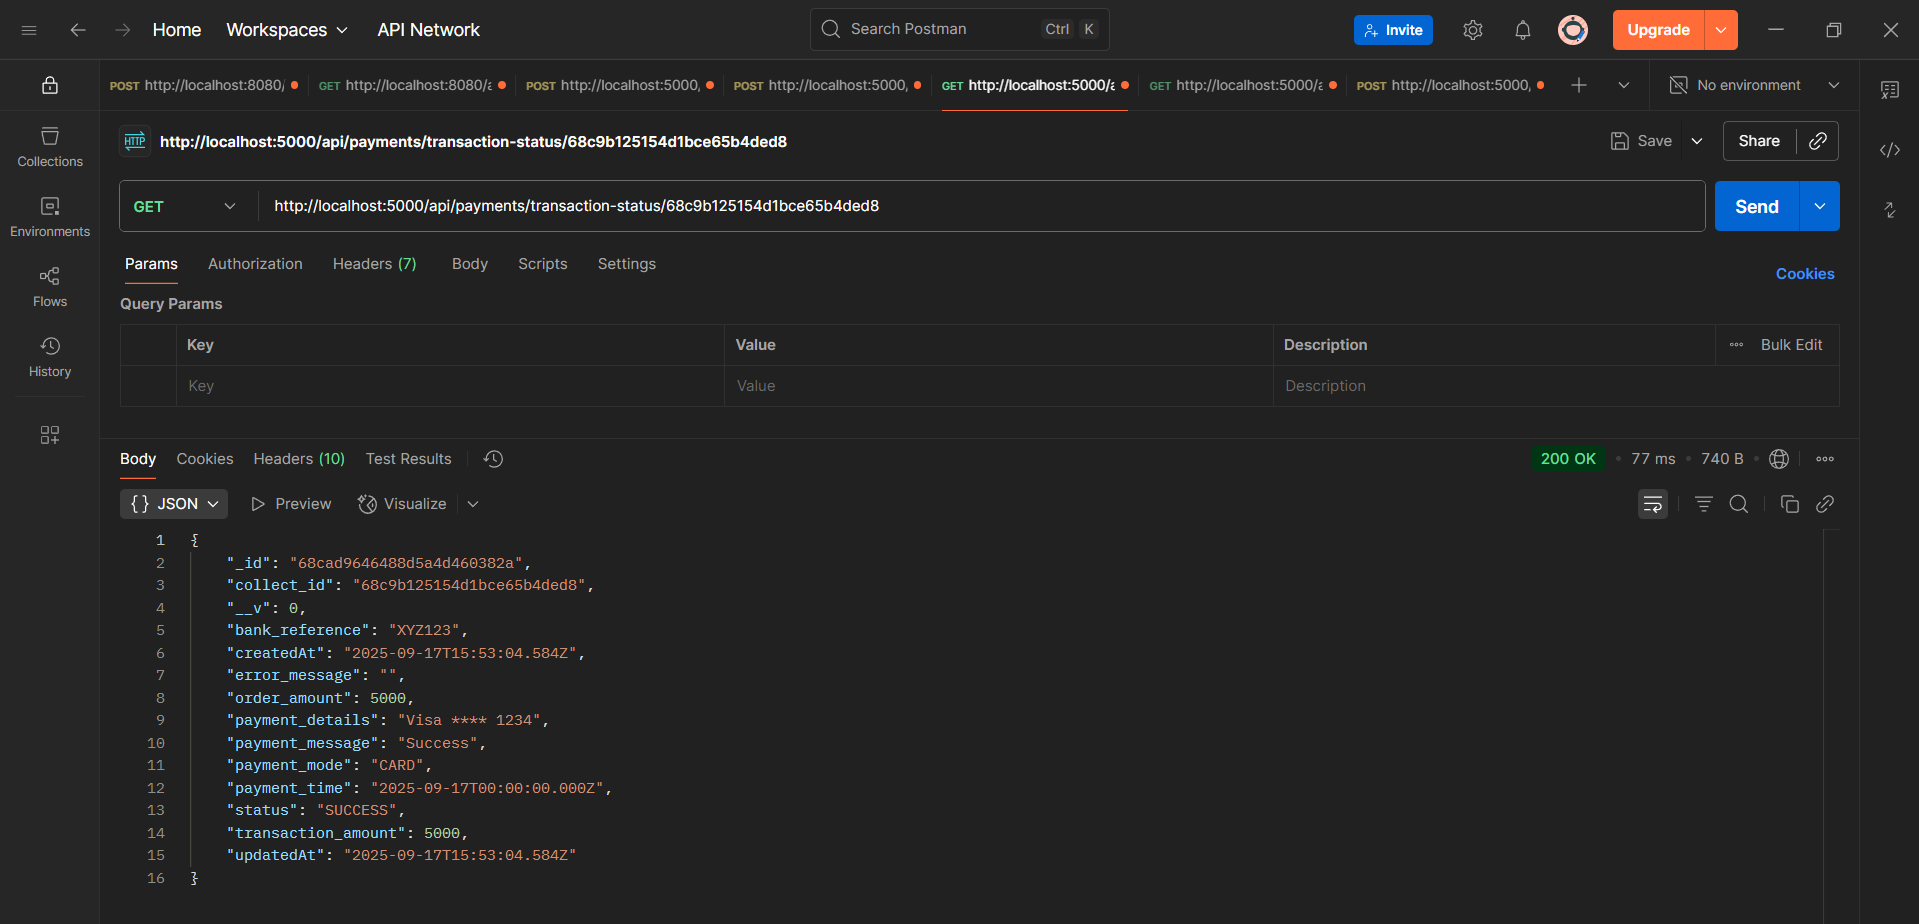 Home Workspaces API Network Search Postman Ctrl K Invite Upgrade
POST http://localhost:8080/ GET http://localhost:8080/a POST http://localhost:5000, POST http://localhost:5000, GET http://localhost:5000/a GET http://localhost:5000/a POST http://localhost:5000, No environment
Collections
Environments
Flows
History
HTTP http://localhost:5000/api/payments/transaction-status/68c9b125154d1bce65b4ded8 Save Share
GET http://localhost:5000/api/payments/transaction-status/68c9b125154d1bce65b4ded8 Send
Params Authorization Headers (7) Body Scripts Settings Cookies
Query Params
Key Value Description Bulk Edit
Key Value Description
Body Cookies Headers (10) Test Results 200 OK 77 ms 740 B
{} JSON Preview Visualize
1 {
2 "_id": "68cad9646488d5a4d460382a",
3 "collect_id": "68c9b125154d1bce65b4ded8",
4 "__v": 0,
5 "bank_reference": "XYZ123",
6 "createdAt": "2025-09-17T15:53:04.584Z",
7 "error_message": "",
8 "order_amount": 5000,
9 "payment_details": "Visa **** 1234",
10 "payment_message": "Success",
11 "payment_mode": "CARD",
12 "payment_time": "2025-09-17T00:00:00.000Z",
13 "status": "SUCCESS",
14 "transaction_amount": 5000,
15 "updatedAt": "2025-09-17T15:53:04.584Z"
16 }